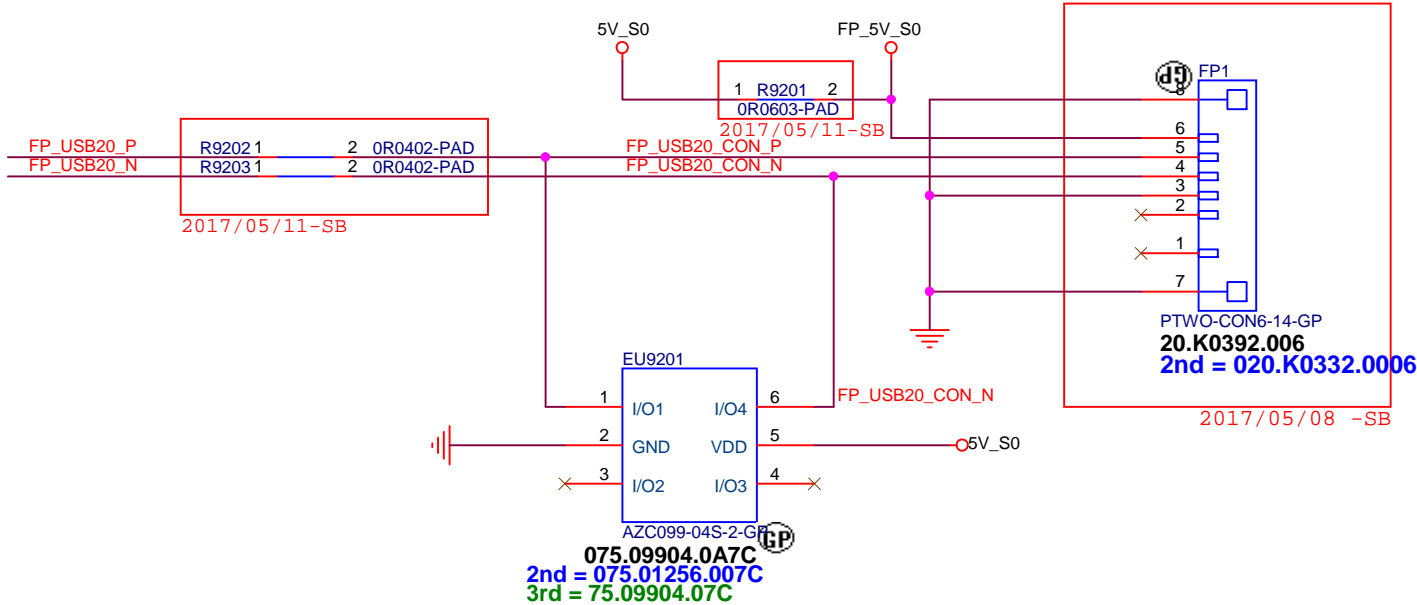 5V_S0
FP_5V_S0
GP
FP1
1 R9201 2
0R0603-PAD
2017/05/11-SB
8
6
5
4
3
2
1
7
FP_USB20_P
R9202 1
2 0R0402-PAD
FP_USB20_CON_P
FP_USB20_N
R9203 1
2 0R0402-PAD
FP_USB20_CON_N
2017/05/11-SB
PTWO-CON6-14-GP
20.K0392.006
2nd = 020.K0332.0006
2017/05/08 -SB
EU9201
1 I/O1
I/O4 6
FP_USB20_CON_N
2 GND
VDD 5
5V_S0
3 I/O2
I/O3 4
AZC099-04S-2-GP
GP
075.09904.0A7C
2nd = 075.01256.007C
3rd = 75.09904.07C